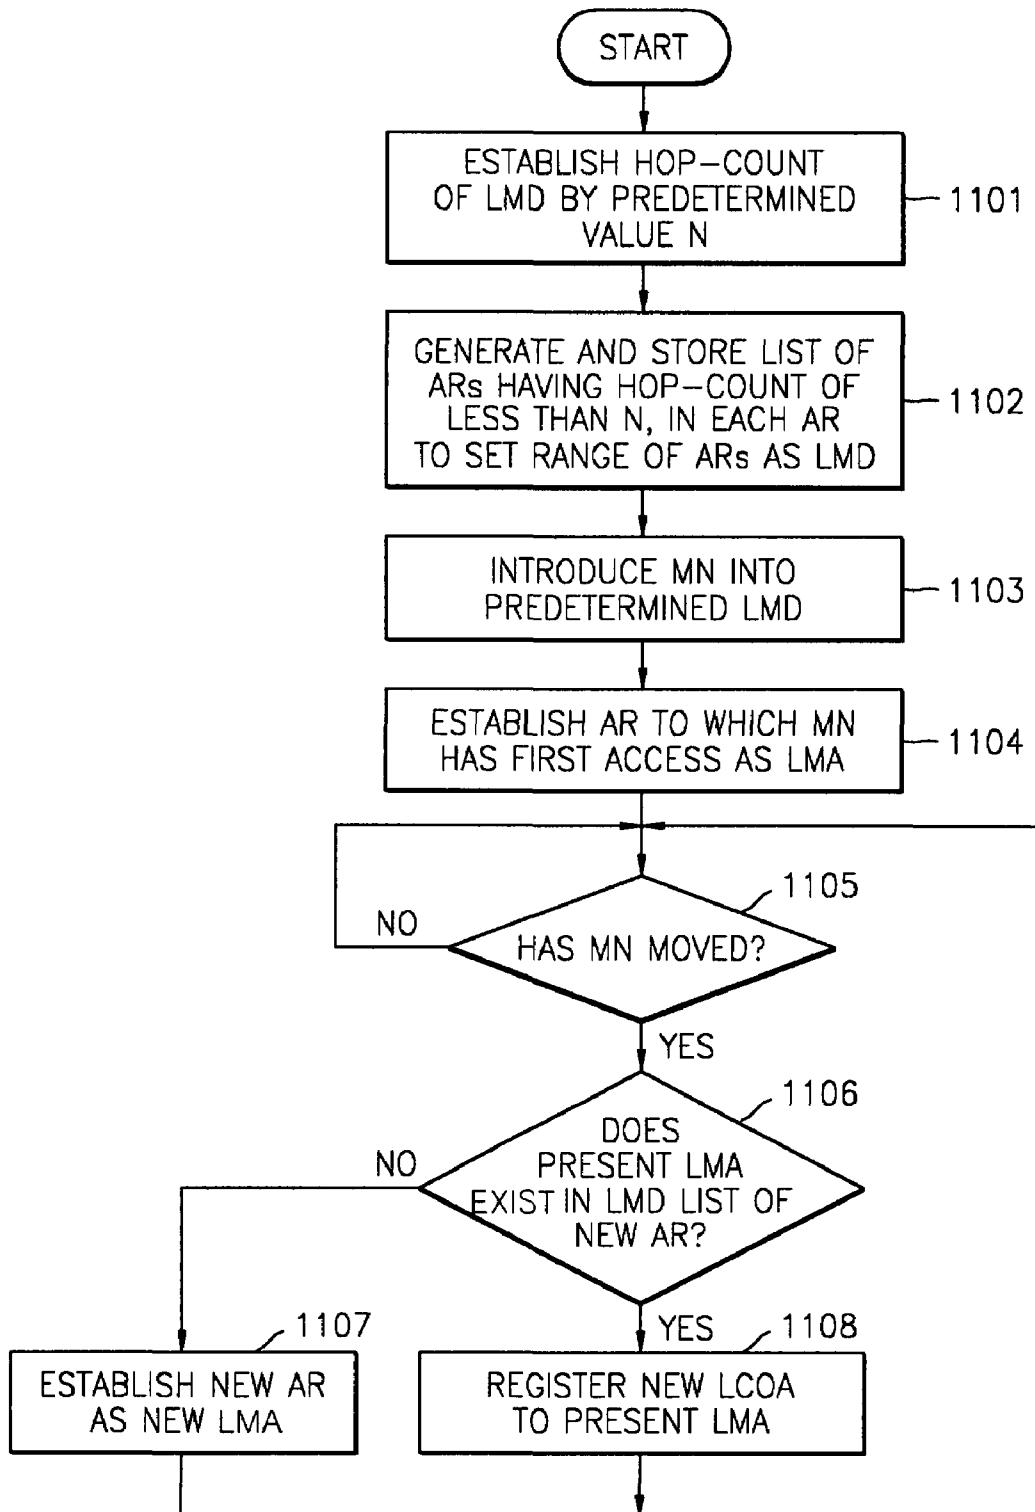 START
ESTABLISH HOP-COUNT
OF LMD BY PREDETERMINED
VALUE N
1101
GENERATE AND STORE LIST OF
ARs HAVING HOP-COUNT OF
LESS THAN N, IN EACH AR
TO SET RANGE OF ARs AS LMD
1102
INTRODUCE MN INTO
PREDETERMINED LMD
1103
ESTABLISH AR TO WHICH MN
HAS FIRST ACCESS AS LMA
1104
1105
NO
HAS MN MOVED?
YES
1106
NO
DOES
PRESENT LMA
EXIST IN LMD LIST OF
NEW AR?
YES
1107
ESTABLISH NEW AR
AS NEW LMA
1108
REGISTER NEW LCOA
TO PRESENT LMA